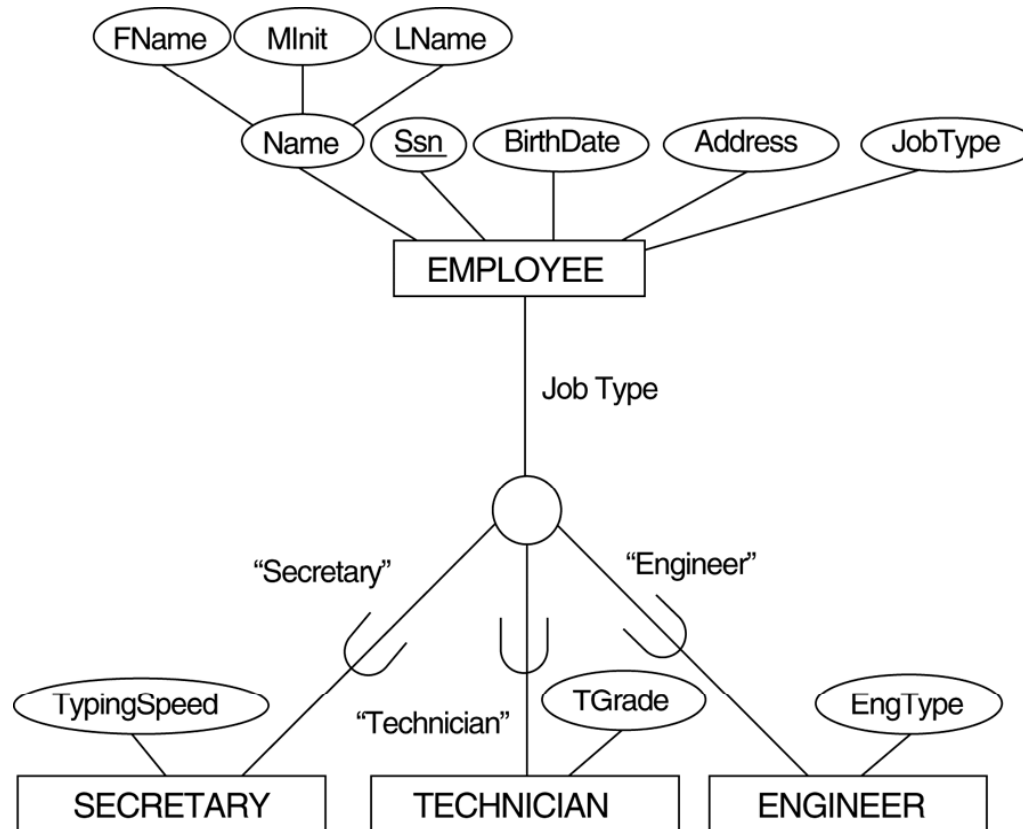 FName MInit LName
Name Ssn BirthDate Address JobType
EMPLOYEE
Job Type
“Secretary” “Engineer”
TypingSpeed “Technician” TGrade EngType
SECRETARY TECHNICIAN ENGINEER